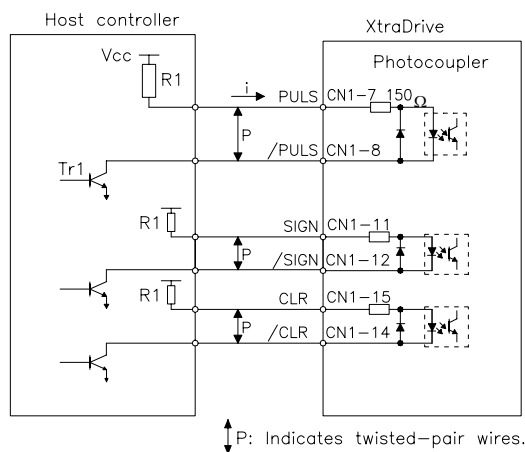 Host controller
XtraDrive
Vcc
Photocoupler
R1
i
PULS
CN1-7
150Ω
P
/PULS
CN1-8
Tr1
R1
SIGN
CN1-11
P
/SIGN
CN1-12
R1
CLR
CN1-15
P
/CLR
CN1-14
P: Indicates twisted-pair wires.